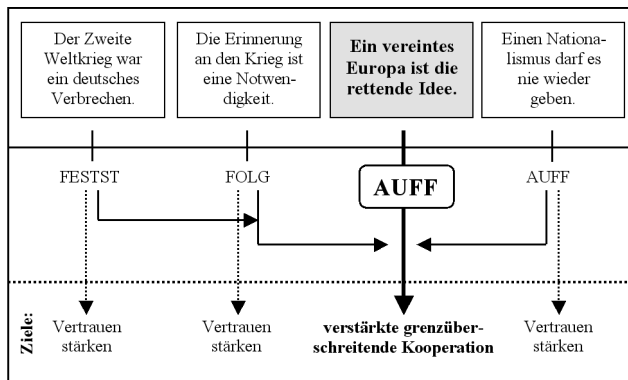 Der Zweite
Weltkrieg war
ein deutsches
Verbrechen.
Die Erinnerung
an den Krieg ist
eine Notwen-
digkeit.
Ein vereintes
Europa ist die
rettende Idee.
Einen Nationa-
lismus darf es
nie wieder
geben.
FESTST
FOLG
AUFF
AUFF
Ziele:
Vertrauen
stärken
Vertrauen
stärken
verstärkte grenzüber-
schreitende Kooperation
Vertrauen
stärken